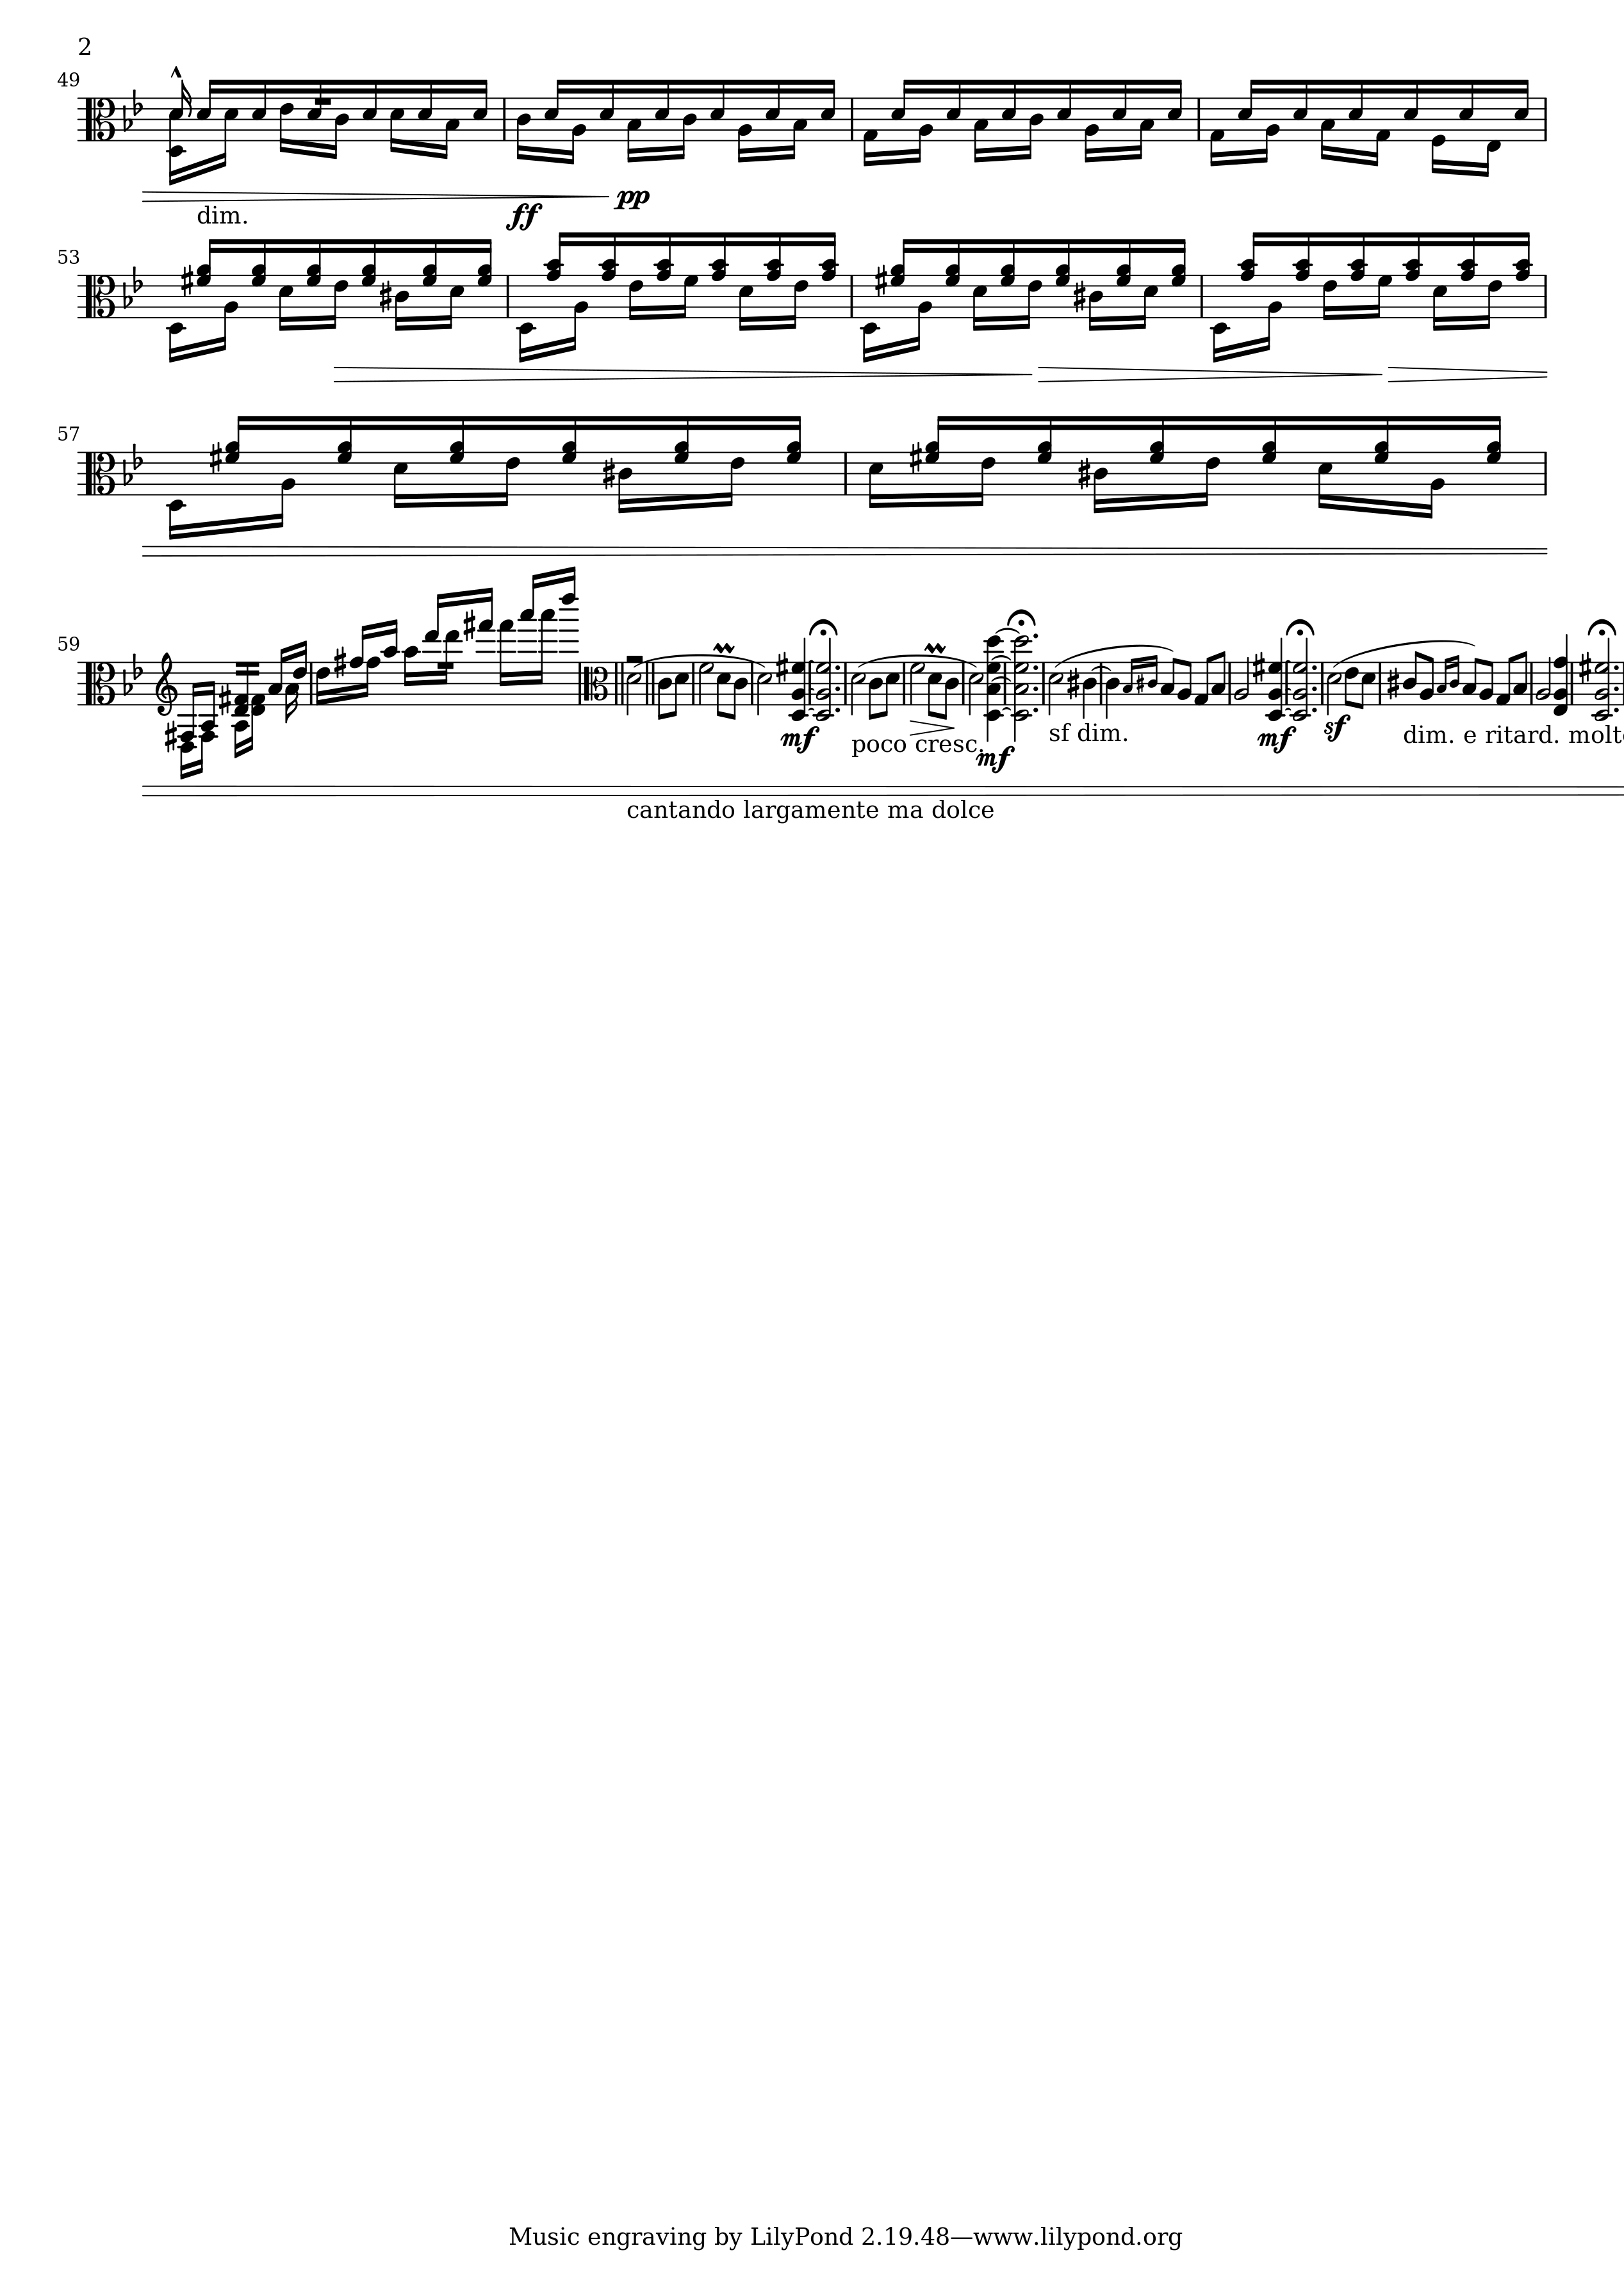 2
49
dim. ff pp
53
57
59
mf poco cresc. mf sf dim. mf sf dim. e ritard.
cantando largamente ma dolce
Music engraving by LilyPond 2.19.48—www.lilypond.org